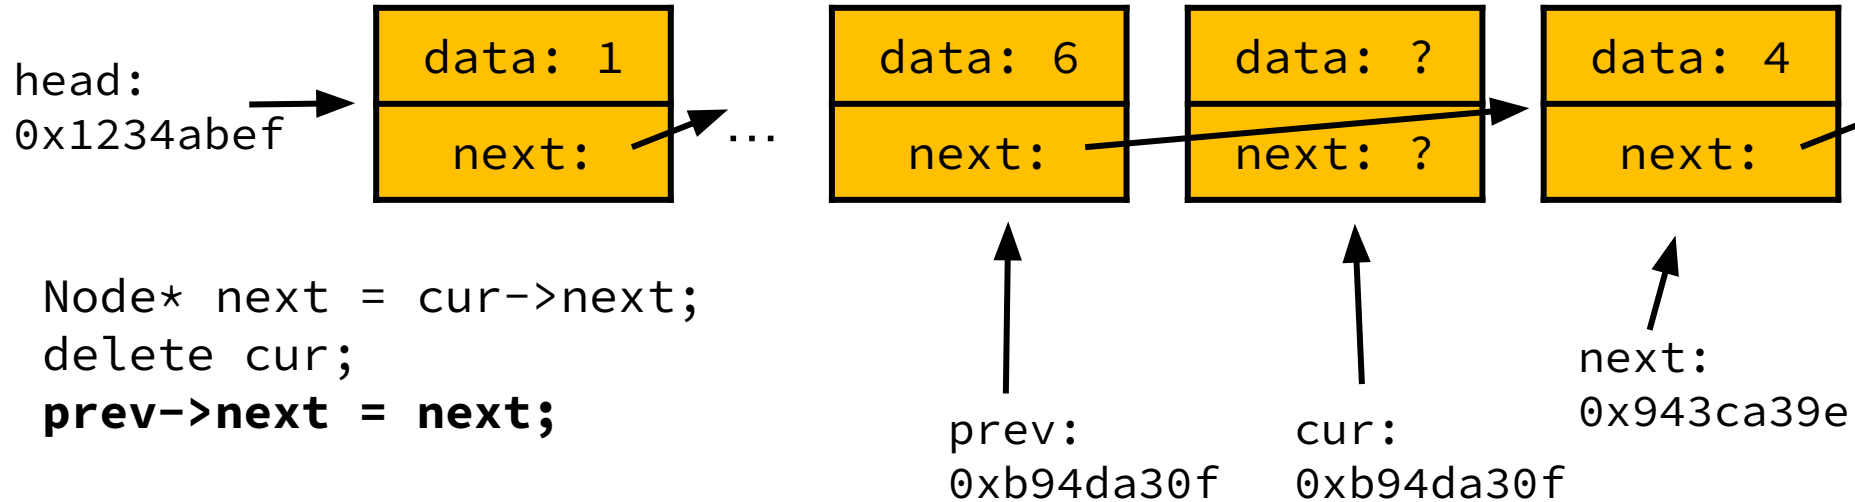 head:
0x1234abef
data: 1
next:
...
data: 6
next:
data: ?
next: ?
data: 4
next:
Node* next = cur->next;
delete cur;
prev->next = next;
prev:
0xb94da30f
cur:
0xb94da30f
next:
0x943ca39e